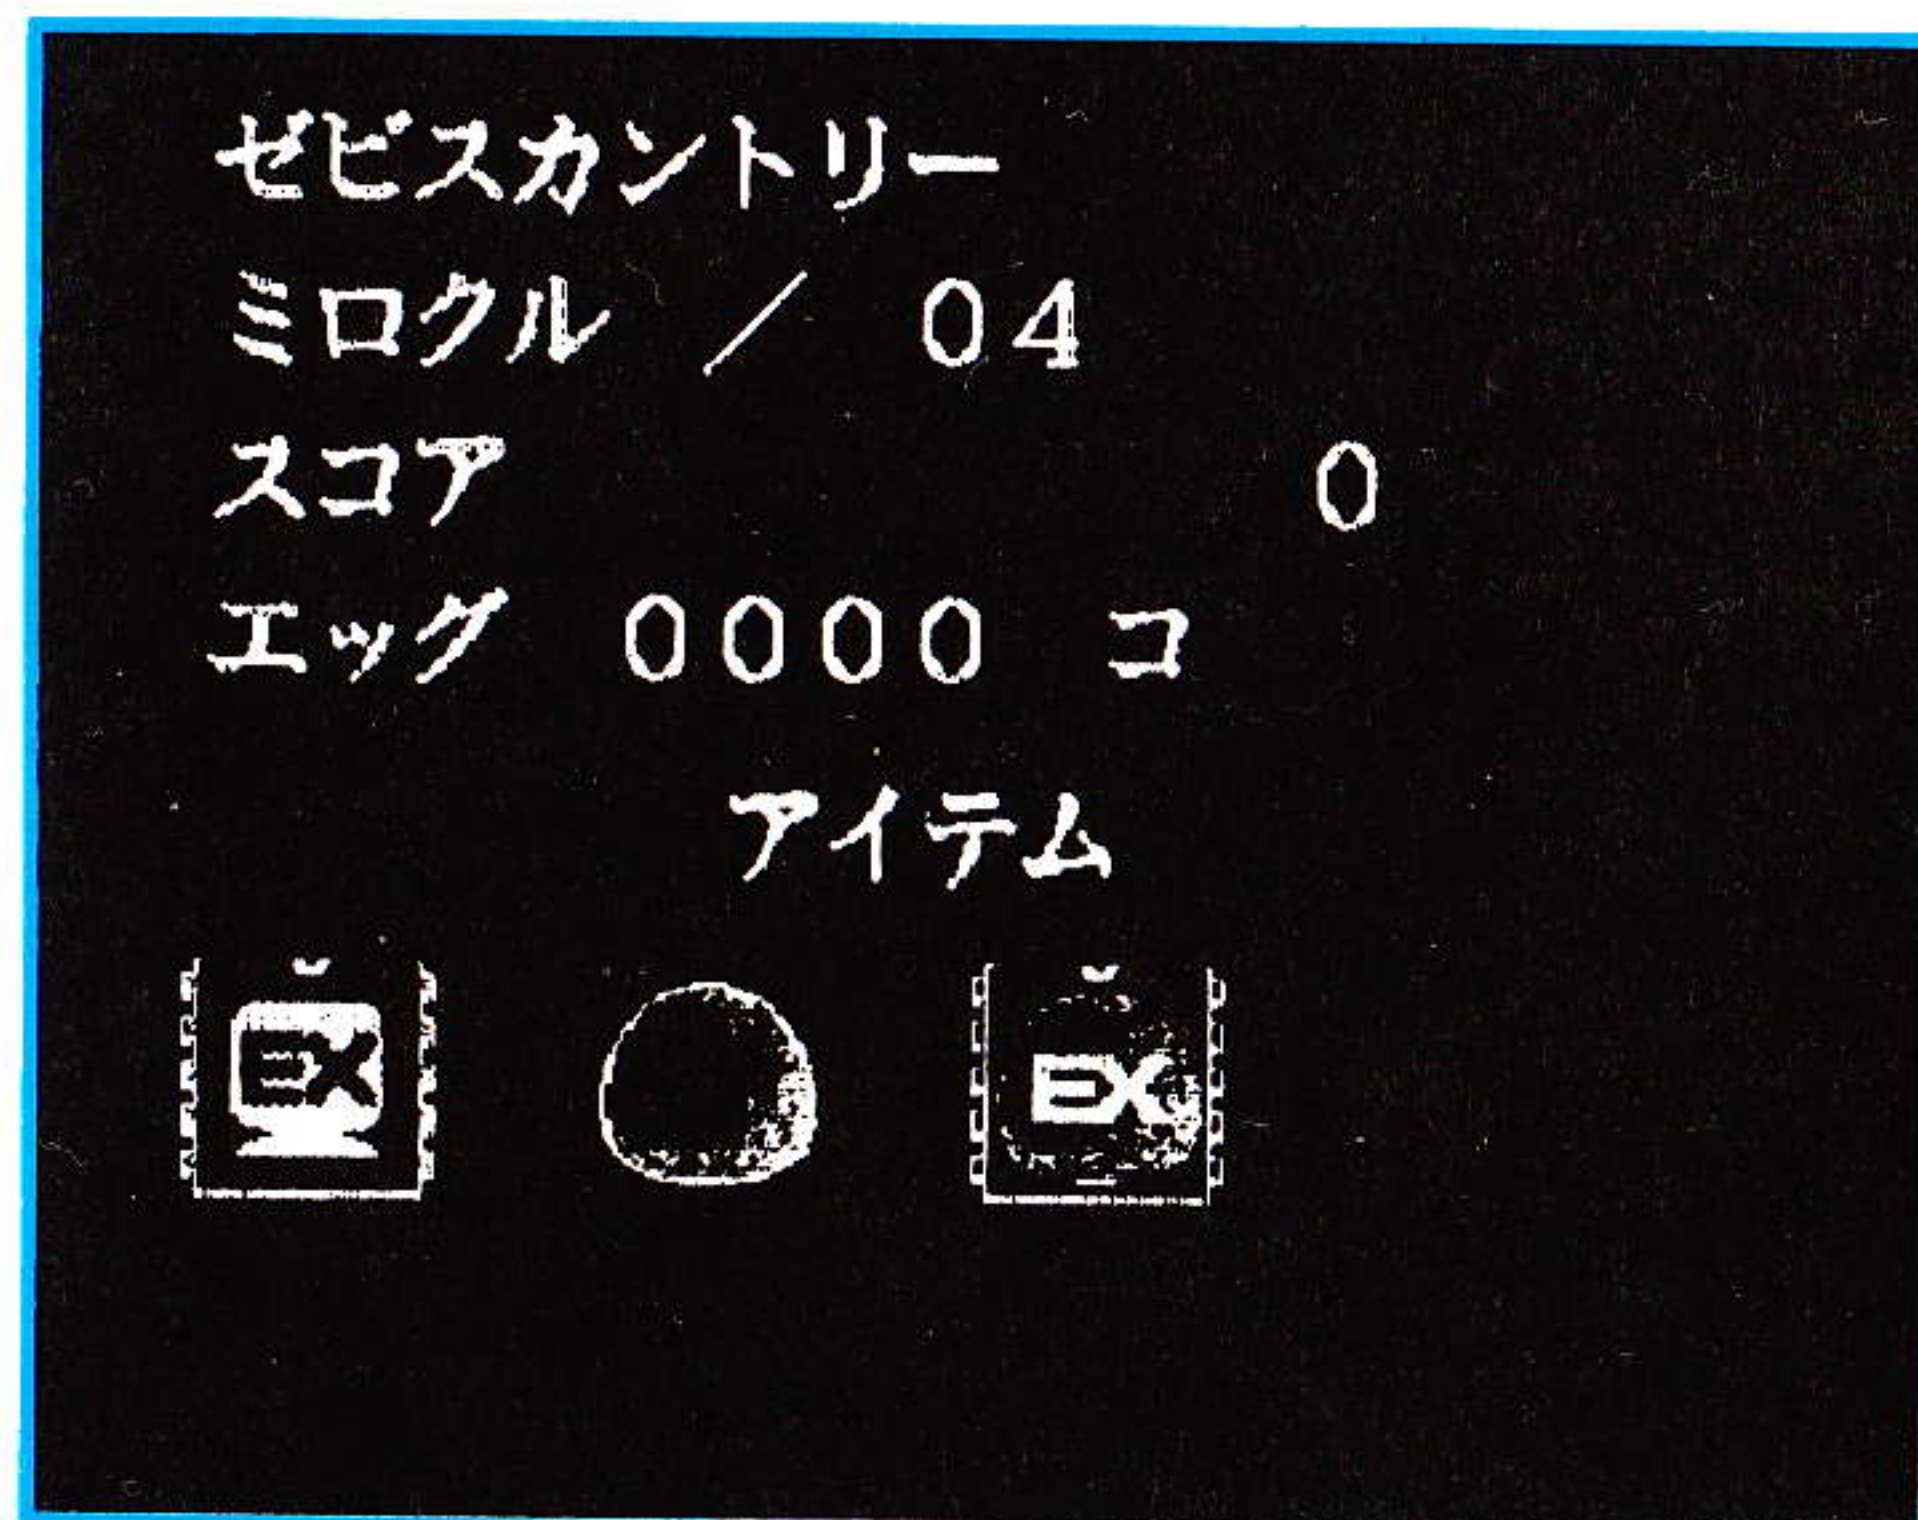 ゼビスカントリー
ミロクル ／ 04
スコア 0
エッグ 0000 コ
アイテム
EX EX